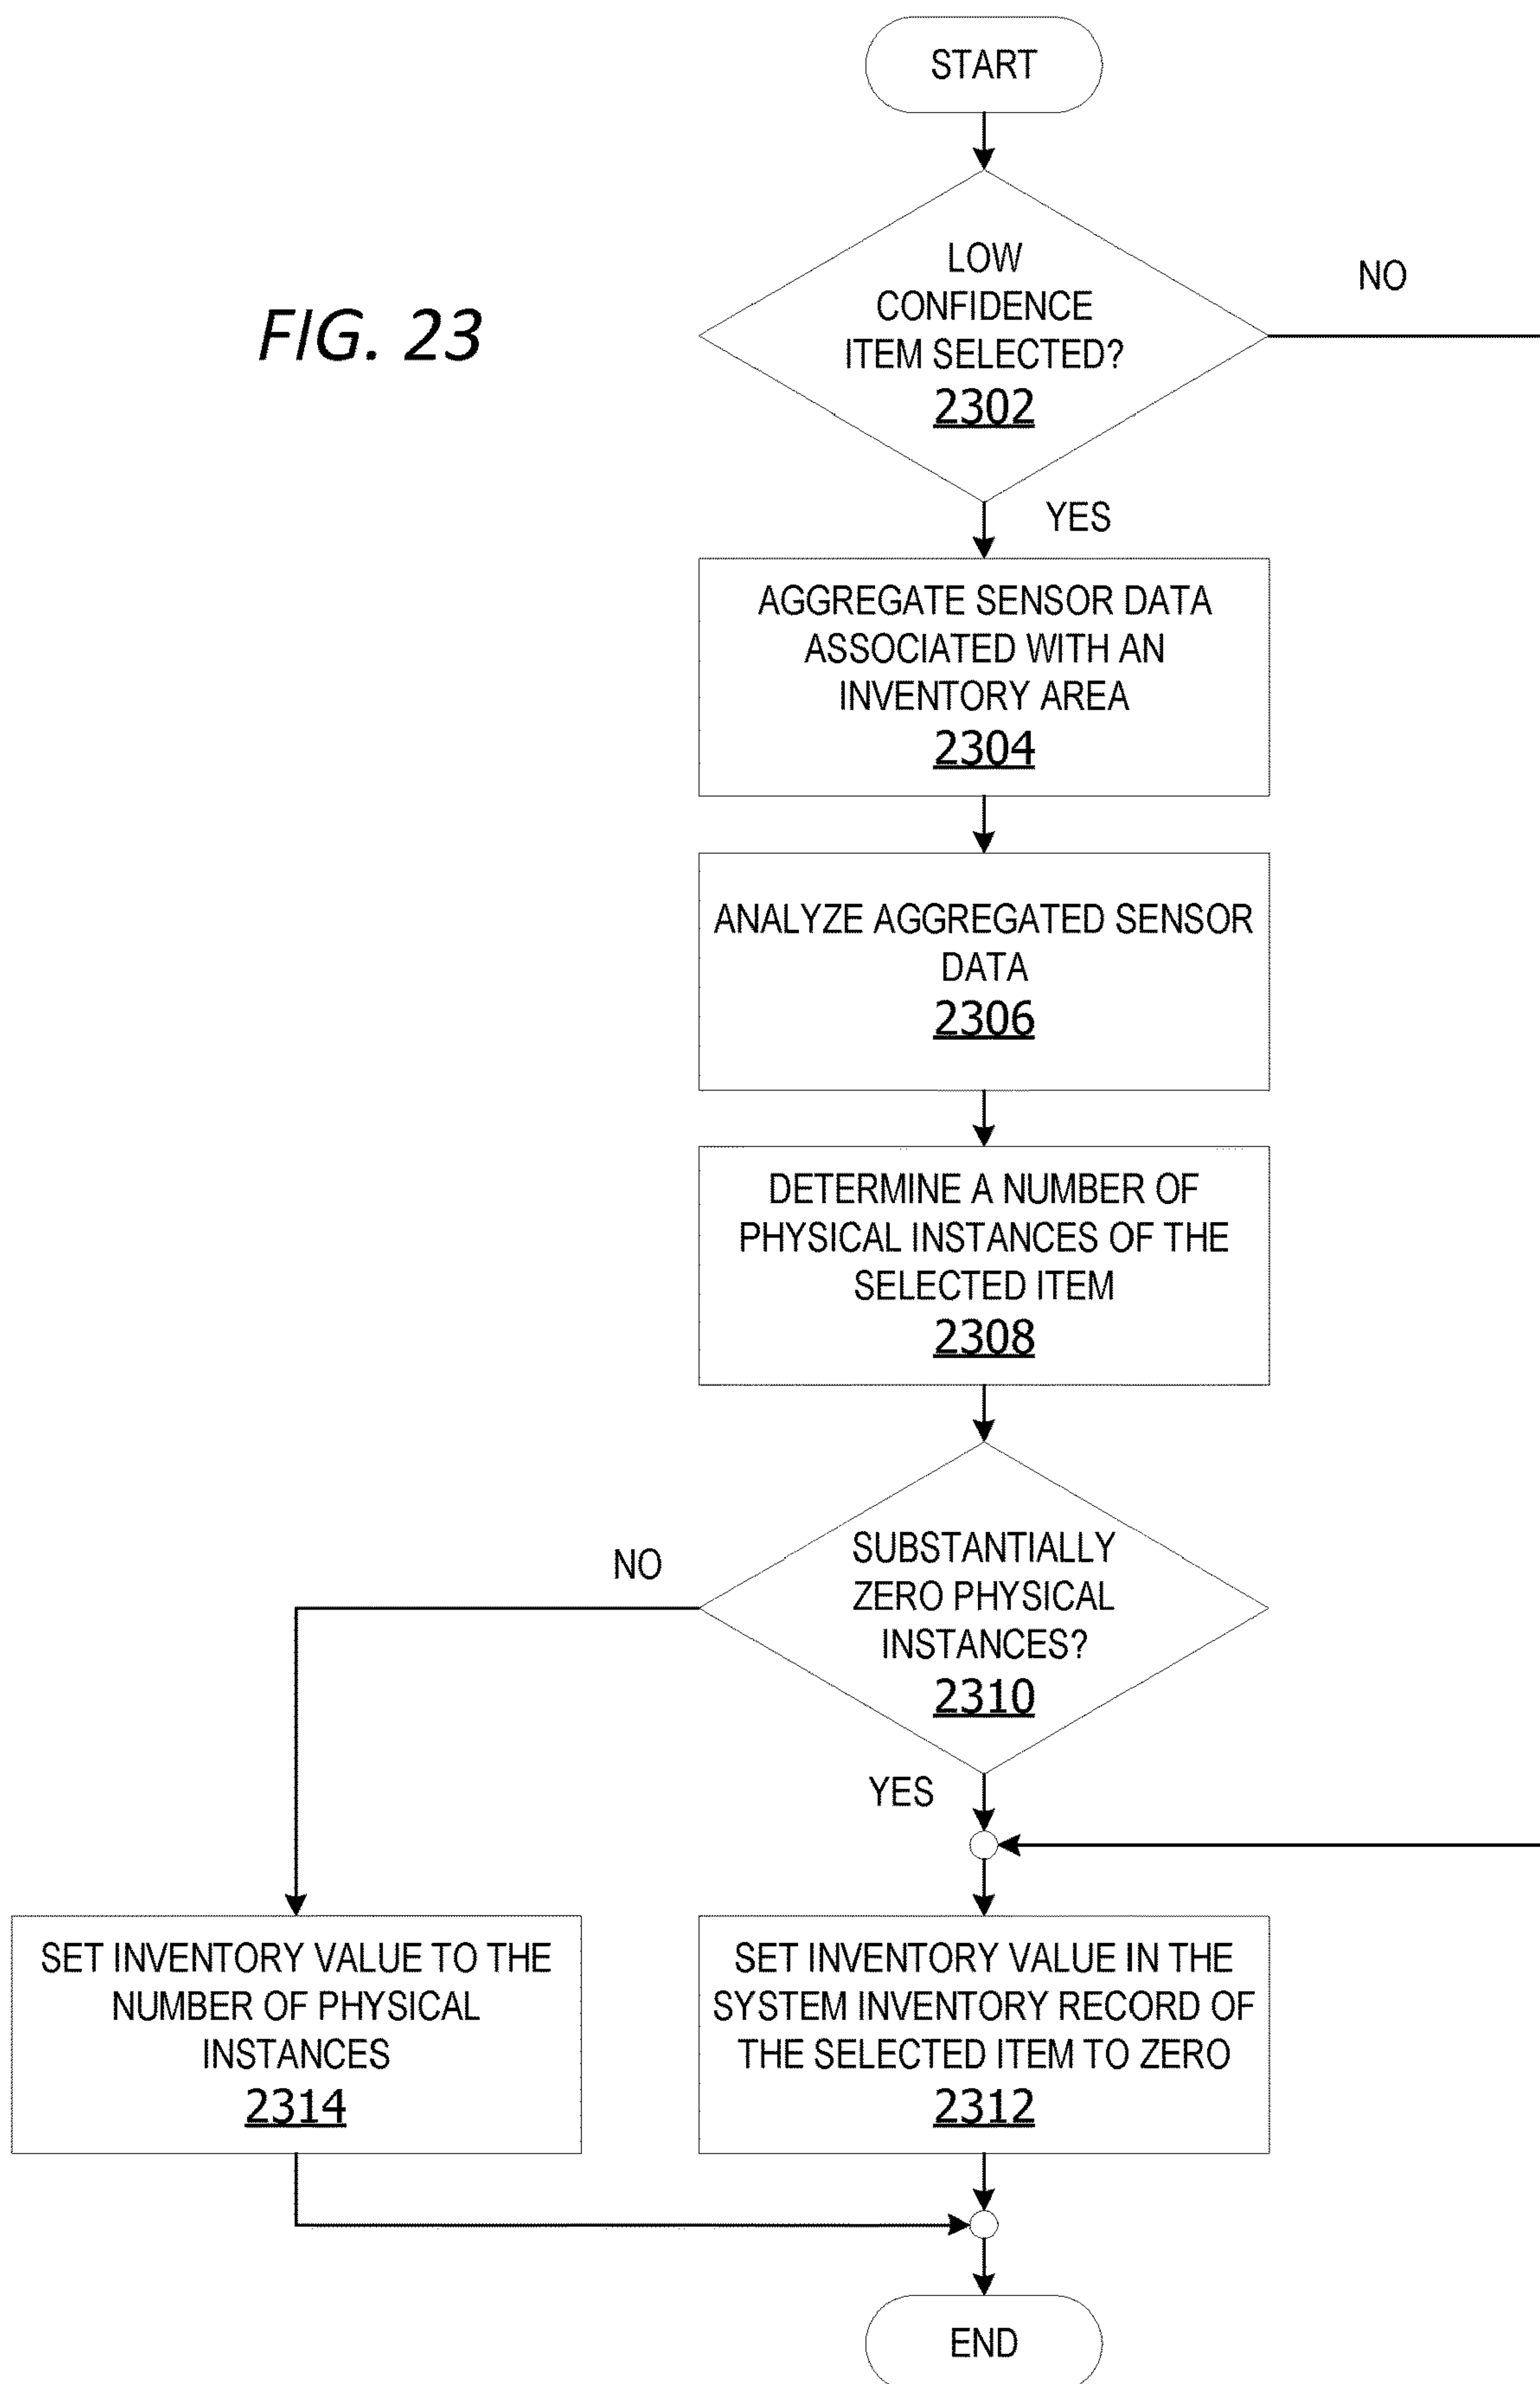 START
FIG. 23
LOW
CONFIDENCE
ITEM SELECTED?
2302
NO
YES
AGGREGATE SENSOR DATA
ASSOCIATED WITH AN
INVENTORY AREA
2304
ANALYZE AGGREGATED SENSOR
DATA
2306
DETERMINE A NUMBER OF
PHYSICAL INSTANCES OF THE
SELECTED ITEM
2308
SUBSTANTIALLY
ZERO PHYSICAL
INSTANCES?
2310
NO
YES
SET INVENTORY VALUE TO THE
NUMBER OF PHYSICAL
INSTANCES
2314
SET INVENTORY VALUE IN THE
SYSTEM INVENTORY RECORD OF
THE SELECTED ITEM TO ZERO
2312
END